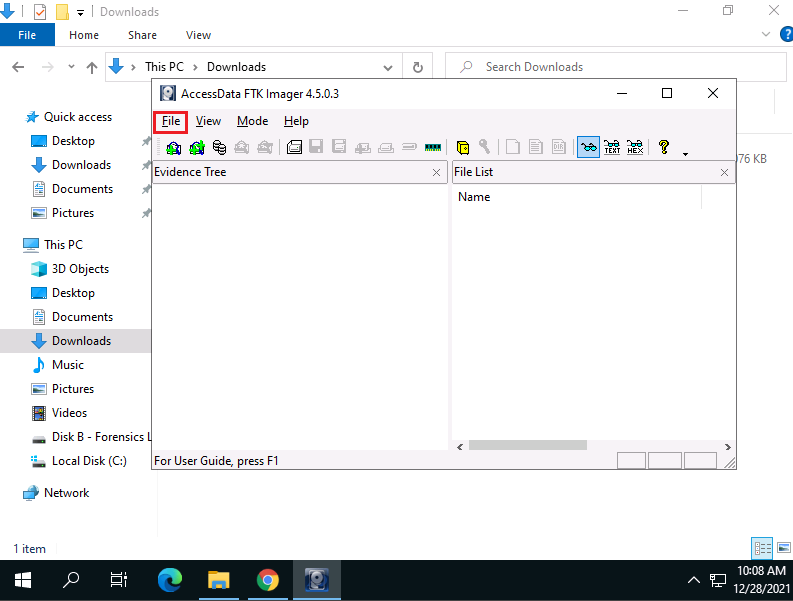 Downloads
File Home Share View
This PC Downloads Search Downloads
AccessData FTK Imager 4.5.0.3
File View Mode Help
TEXT HEX
Evidence Tree File List
Name
76 KB
Quick access
Desktop
Downloads
Documents
Pictures
This PC
3D Objects
Desktop
Documents
Downloads
Music
Pictures
Videos
Disk B - Forensics L
Local Disk (C:)
Network
For User Guide, press F1
1 item
10:08 AM
12/28/2021